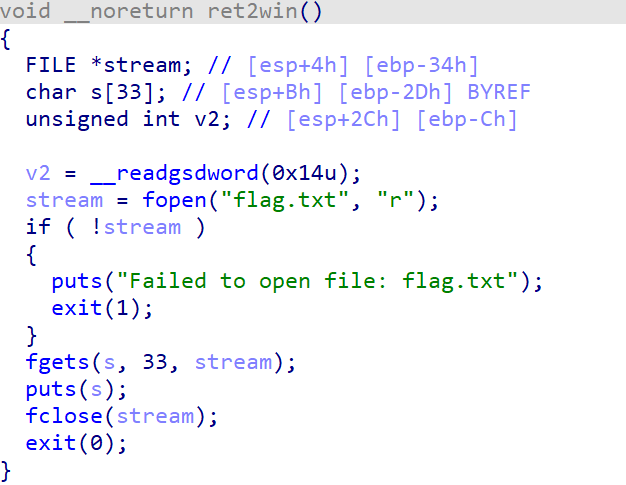 void __noreturn ret2win()
{
  FILE *stream; // [esp+4h] [ebp-34h]
  char s[33]; // [esp+Bh] [ebp-2Dh] BYREF
  unsigned int v2; // [esp+2Ch] [ebp-Ch]

  v2 = __readgsdword(0x14u);
  stream = fopen("flag.txt", "r");
  if ( !stream )
  {
    puts("Failed to open file: flag.txt");
    exit(1);
  }
  fgets(s, 33, stream);
  puts(s);
  fclose(stream);
  exit(0);
}